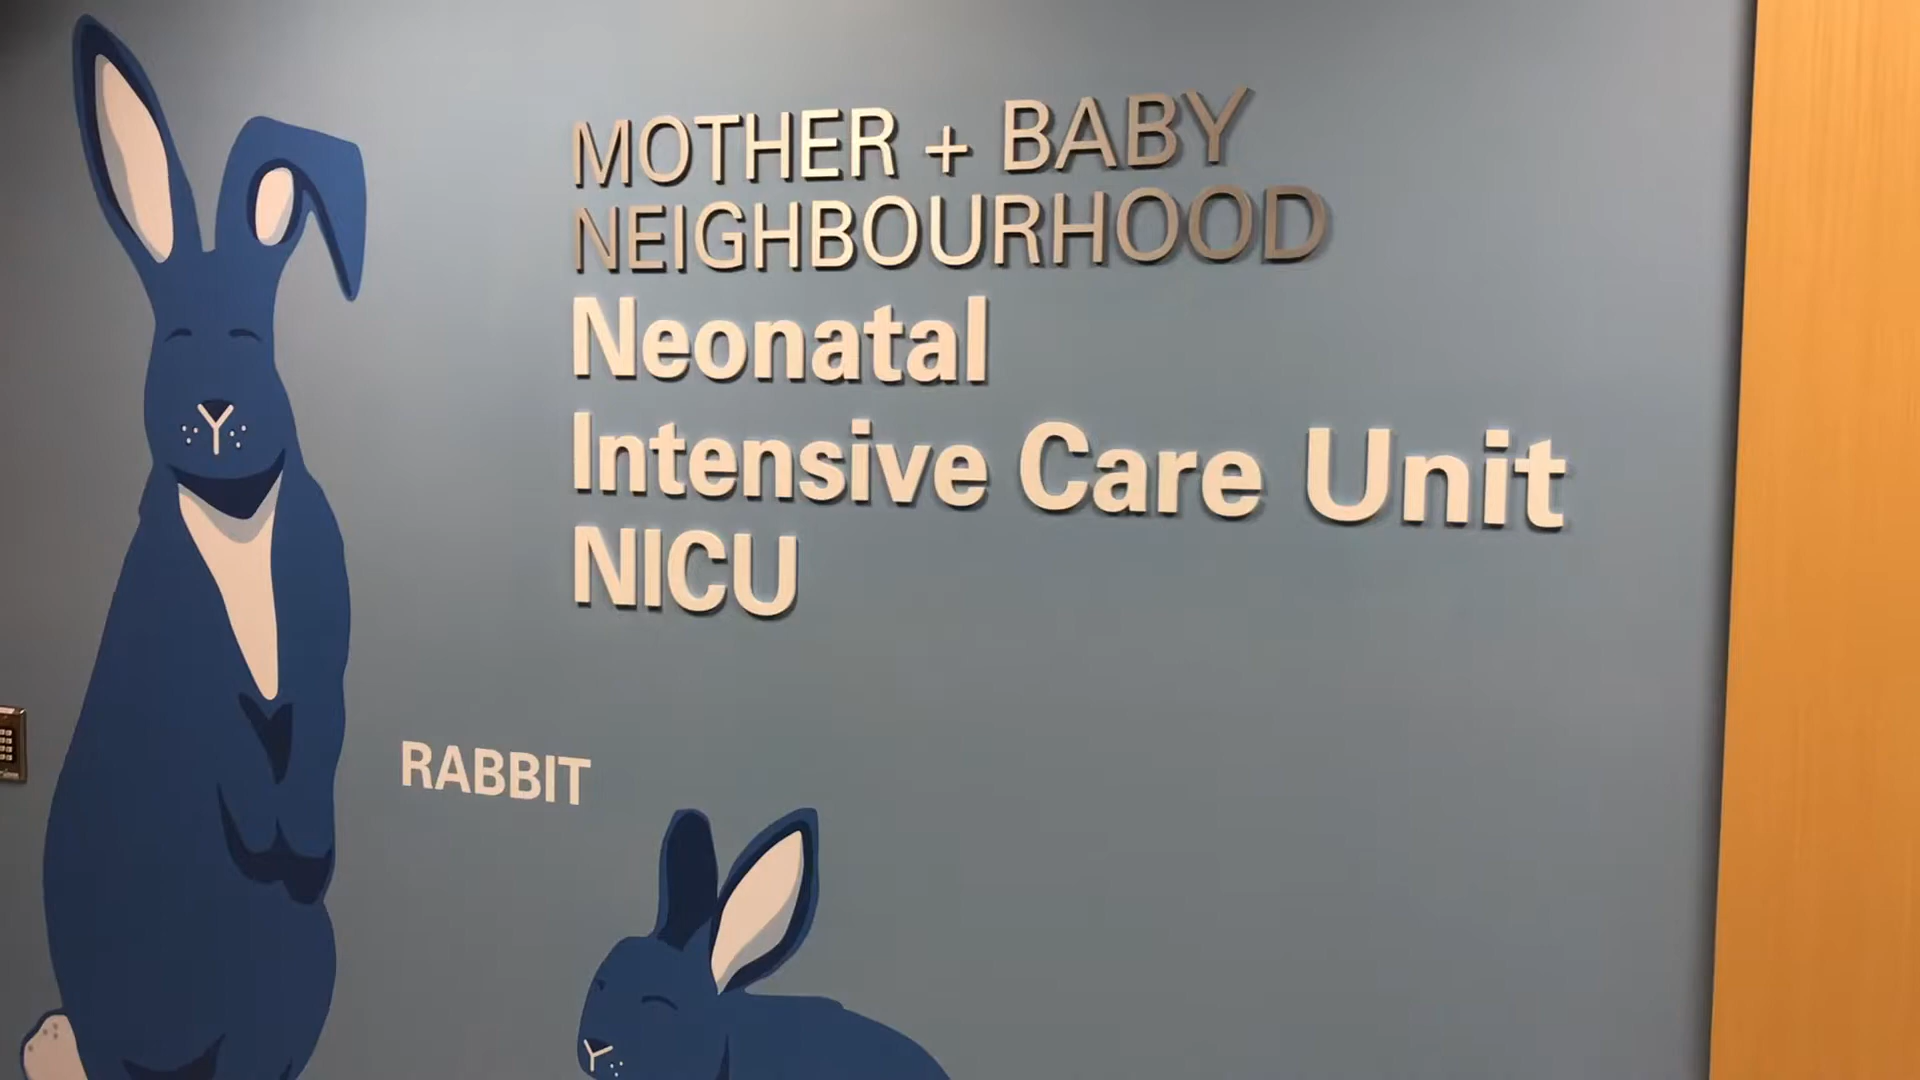 MOTHER + BABY
NEIGHBOURHOOD
Neonatal
Intensive Care Unit
NICU
RABBIT